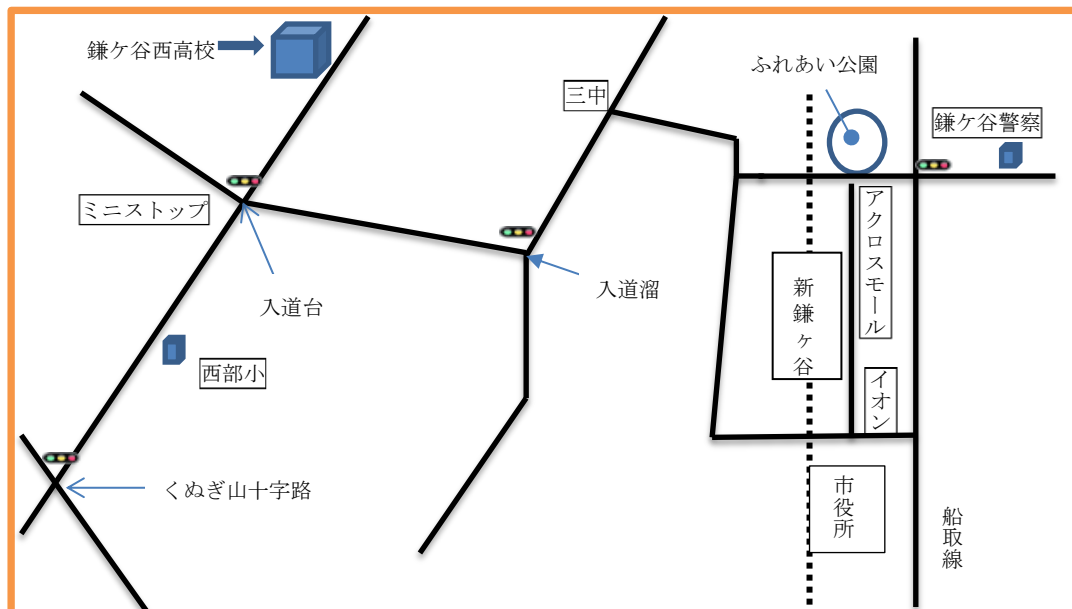 鎌ケ谷西高校
三中
ふれあい公園
鎌ケ谷警察
ミニストップ
入道台
入道溜
アクロスモール
新鎌ヶ谷
西部小
イオン
くぬぎ山十字路
市役所
船取線